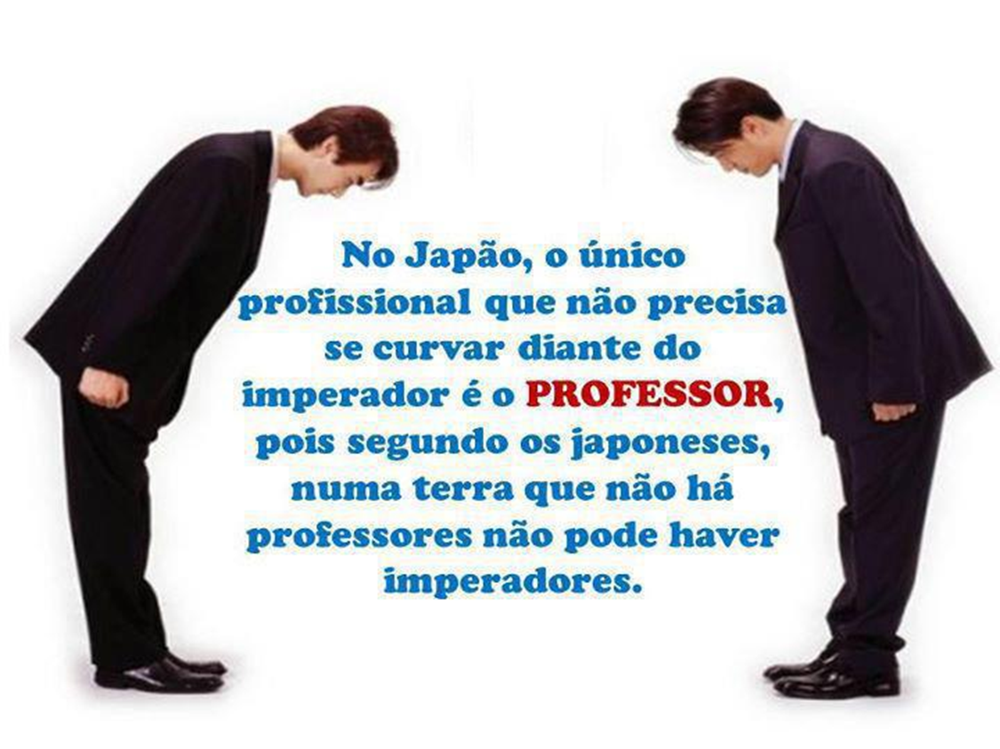 No Japão, o único
profissional que não precisa
se curvar diante do
imperador é o PROFESSOR,
pois segundo os japoneses,
numa terra que não há
professores não pode haver
imperadores.